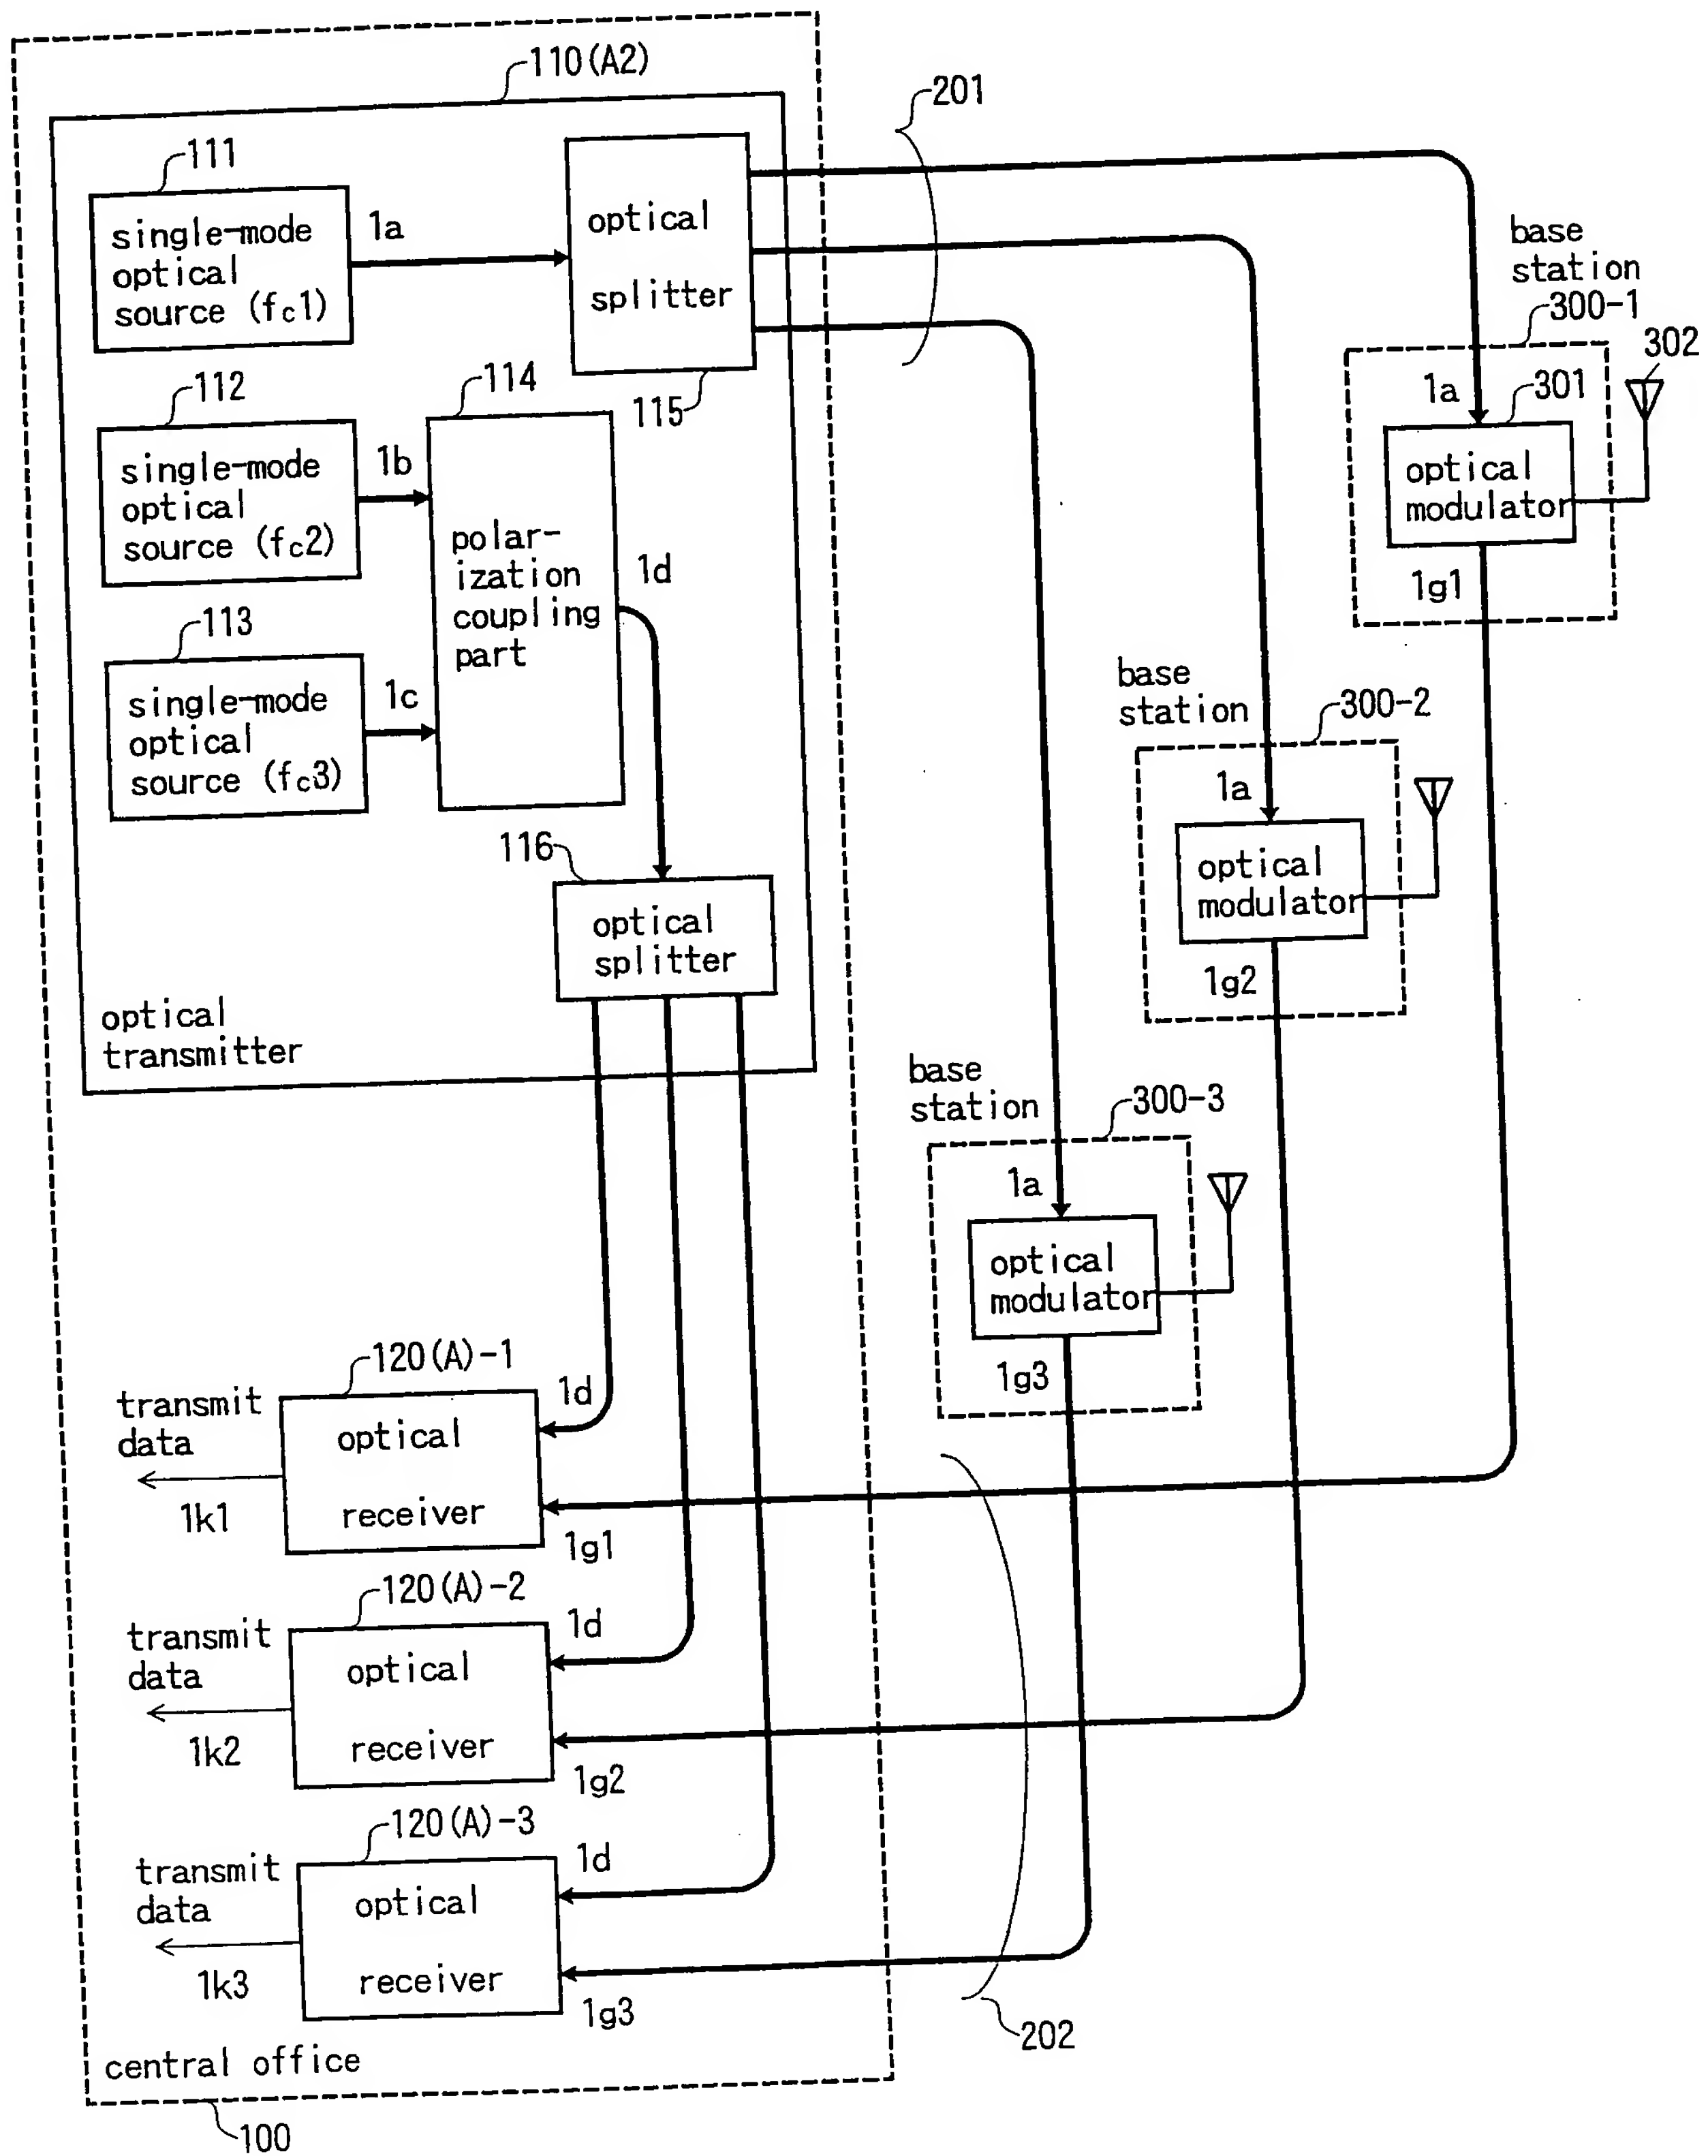 110(A2)
201
111
single-mode
optical
source (fc1)
1a
optical
splitter
115
base
station
300-1
302
1a
301
optical
modulator
1g1
112
single-mode
optical
source (fc2)
1b
114
polar-
ization
coupling
part
1d
113
single-mode
optical
source (fc3)
1c
116
optical
splitter
optical
transmitter
base
station
300-2
1a
optical
modulator
1g2
base
station
300-3
1a
optical
modulator
1g3
120(A)-1
transmit
data
1k1
optical
receiver
1d
1g1
120(A)-2
transmit
data
1k2
optical
receiver
1d
1g2
120(A)-3
transmit
data
1k3
optical
receiver
1d
1g3
202
central office
100